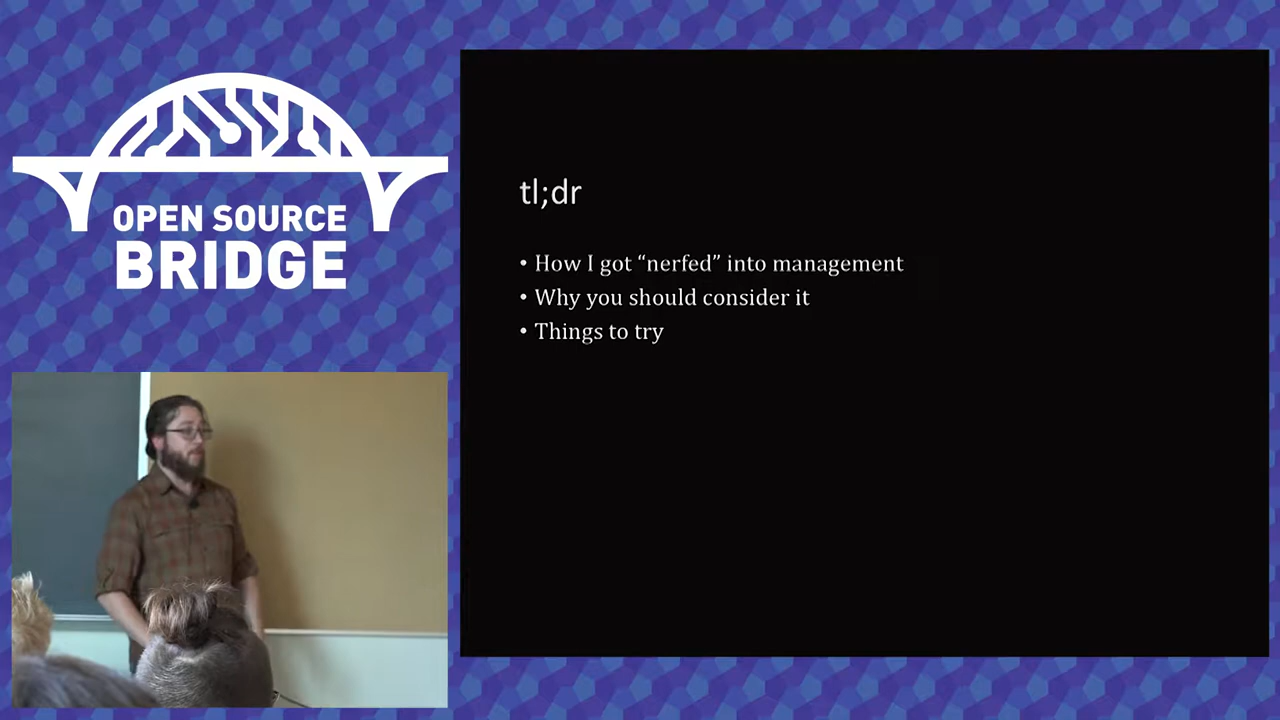 OPEN SOURCE
BRIDGE
tl;dr
• How I got “nerfed” into management
• Why you should consider it
• Things to try